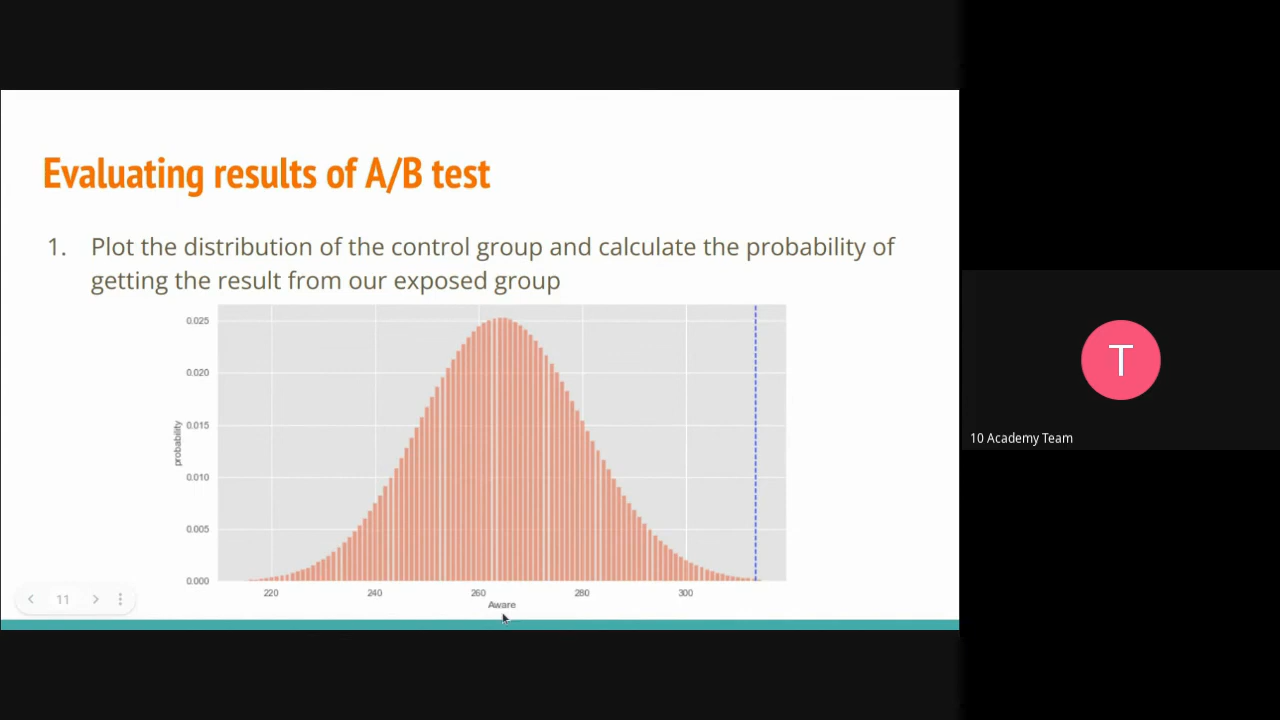 Evaluating results of A/B test
1. Plot the distribution of the control group and calculate the probability of
getting the result from our exposed group
0.025
0.020
0.015
0.010
0.005
0.000
probability
220 240 260 280 300
Aware
11
T
10 Academy Team